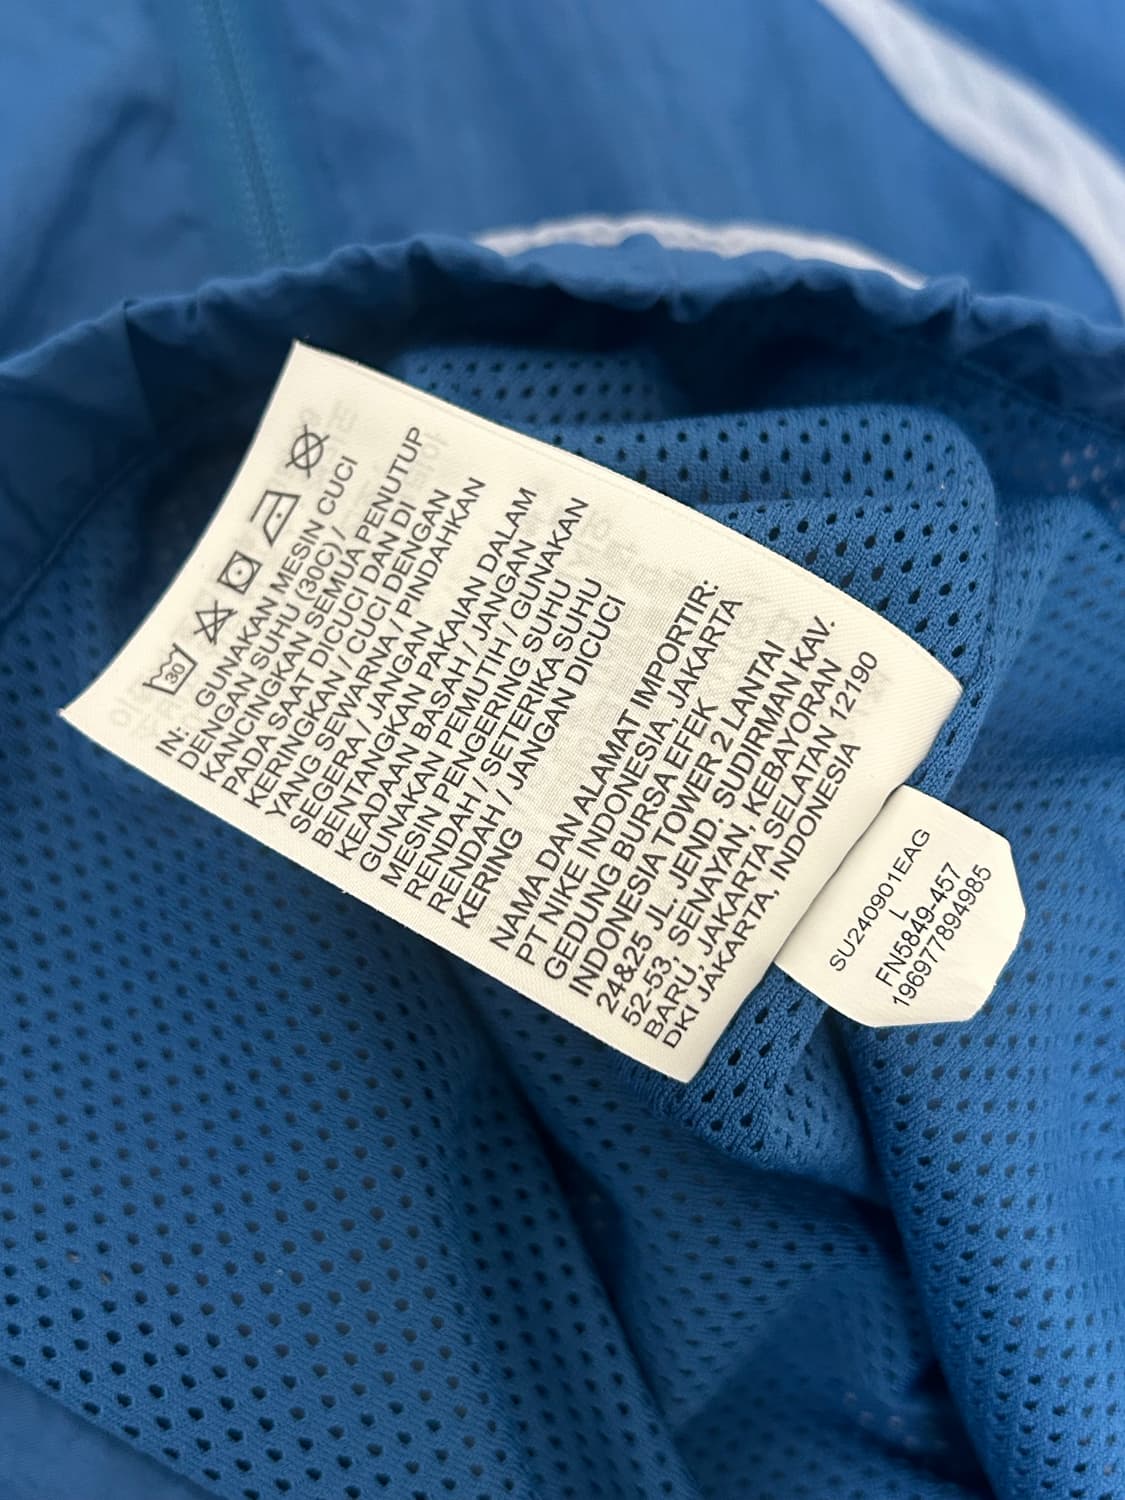 30
IN: GUNAKAN MESIN CUCI
DENGAN SUHU (30C) /
KANCINGKAN SEMUA PENUTUP
PADA SAAT DICUCI DAN DI
KERINGKAN / CUCI DENGAN
YANG SEWARNA / PINDAHKAN
SEGERA / JANGAN
BENTANGKAN PAKAIAN DALAM
KEADAAN BASAH / JANGAN
GUNAKAN PEMUTIH / GUNAKAN
MESIN PENGERING SUHU
RENDAH / SETERIKA SUHU
RENDAH / JANGAN DICUCI
KERING
NAMA DAN ALAMAT IMPORTIR:
PT NIKE INDONESIA, JAKARTA
GEDUNG BURSA EFEK
INDONESIA TOWER 2 LANTAI
24&25 JL. JEND. SUDIRMAN KAV.
52-53, SENAYAN, KEBAYORAN
BARU, JAKARTA SELATAN 12190
DKI JAKARTA, INDONESIA
SU240901EAG
L
FN5849-457
196977894985